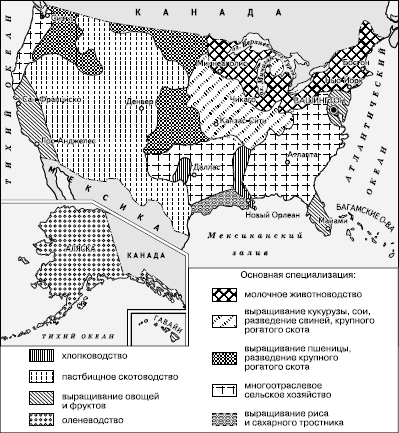 КАНАДА
ТИХИЙ ОКЕАН
Миннеаполис
Бостон
Нью-Йорк
ВАШИНГТОН
Чикаго
Сан-Франциско
Денвер
Канзас-Сити
Лос-Анджелес
Даллас
Атланта
АТЛАНТИЧЕСКИЙ ОКЕАН
МЕКСИКА
Новый Орлеан
Майами
БАГАМСКИЕ О-ВА
Мексиканский
залив
АЛЯСКА
КАНАДА
ТИХИЙ ОКЕАН
ГАВАЙИ
Основная специализация:
молочное животноводство
выращивание кукурузы, сои,
разведение свиней, крупного
рогатого скота
выращивание пшеницы,
разведение крупного
рогатого скота
многоотраслевое
сельское хозяйство
выращивание риса
и сахарного тростника
хлопководство
пастбищное скотоводство
выращивание овощей
и фруктов
оленеводство